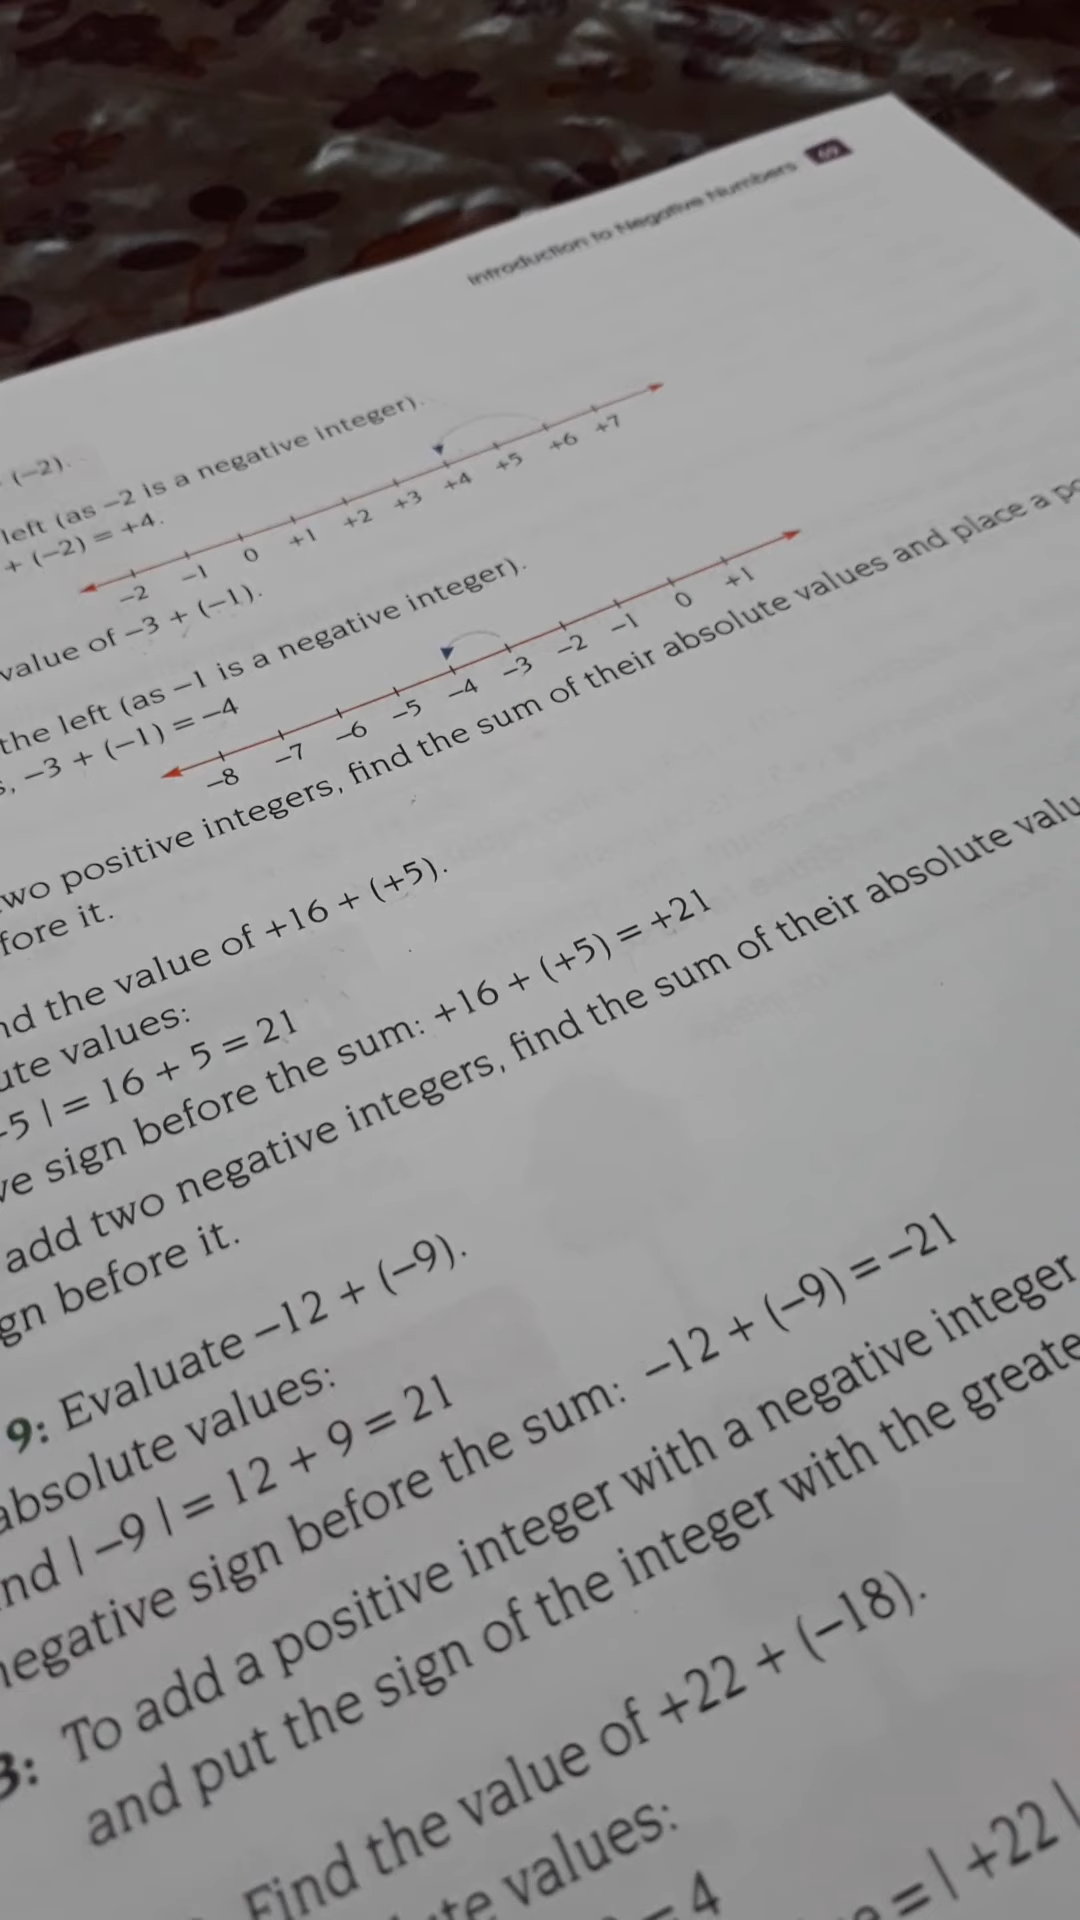 Introduction to Negative Numbers 69
(–2).
left (as –2 is a negative integer).
+ (–2) = +4.
–2 –1 0 +1 +2 +3 +4 +5 +6 +7
value of –3 + (–1).
the left (as –1 is a negative integer).
, –3 + (–1) = –4
–8 –7 –6 –5 –4 –3 –2 –1 0 +1
wo positive integers, find the sum of their absolute values and place a po
fore it.
nd the value of +16 + (+5).
ute values:
5 | = 16 + 5 = 21
ve sign before the sum: +16 + (+5) = +21
add two negative integers, find the sum of their absolute valu
gn before it.
9: Evaluate –12 + (–9).
absolute values:
nd | –9 | = 12 + 9 = 21
negative sign before the sum: –12 + (–9) = –21
3: To add a positive integer with a negative integer
and put the sign of the integer with the greate
Find the value of +22 + (–18).
te values:
= | +22 |
– 4